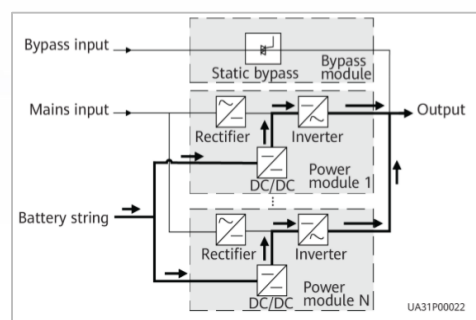 Bypass input
Static bypass
Bypass
module
Mains input
Output
Rectifier
Inverter
DC/DC
Power
module 1
Battery string
Rectifier
Inverter
DC/DC
Power
module N
UA31P00022